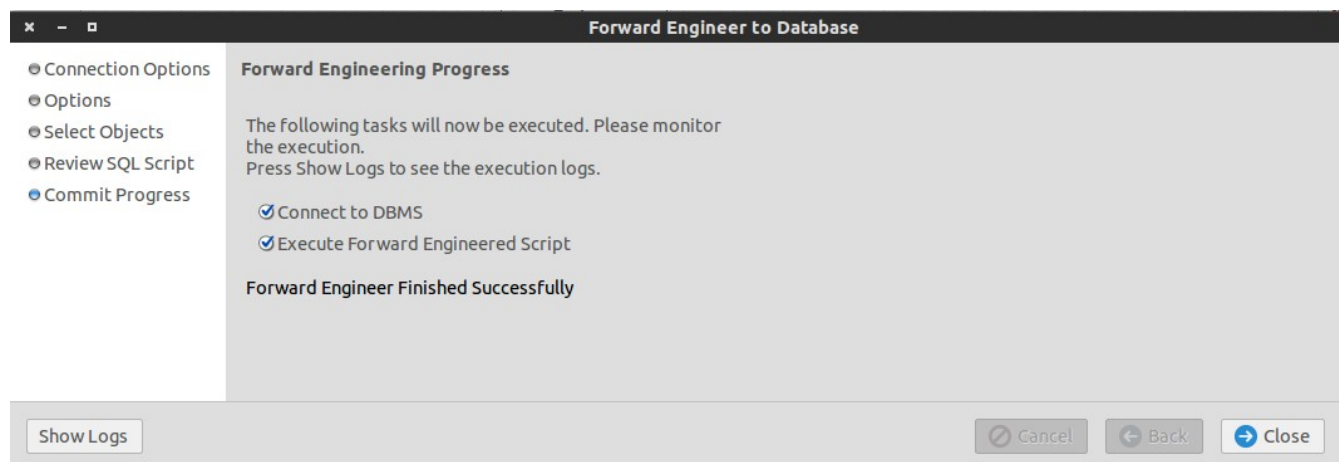 Forward Engineer to Database
Connection Options
Options
Select Objects
Review SQL Script
Commit Progress
Forward Engineering Progress
The following tasks will now be executed. Please monitor
the execution.
Press Show Logs to see the execution logs.
Connect to DBMS
Execute Forward Engineered Script
Forward Engineer Finished Successfully
Show Logs
Cancel
Back
Close